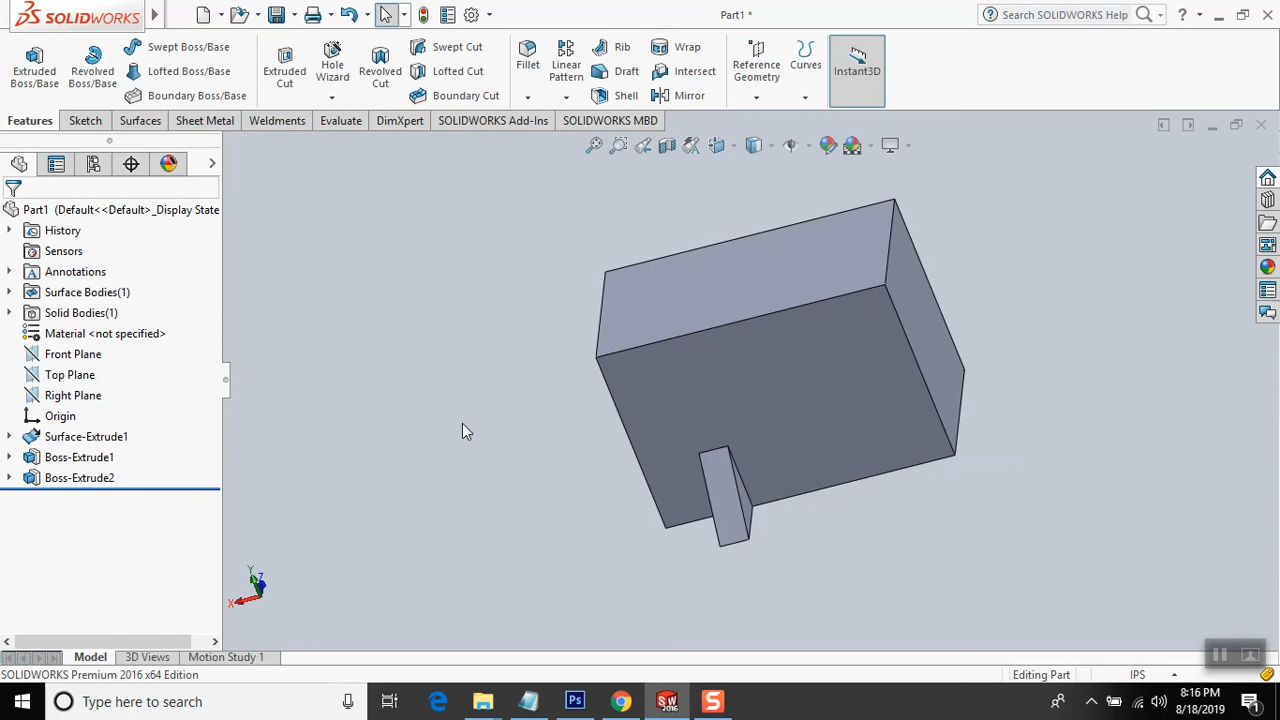 SOLIDWORKS
Part1 *
Search SOLIDWORKS Help
Extruded Boss/Base
Revolved Boss/Base
Swept Boss/Base
Lofted Boss/Base
Boundary Boss/Base
Extruded Cut
Hole Wizard
Revolved Cut
Swept Cut
Lofted Cut
Boundary Cut
Fillet
Linear Pattern
Rib
Draft
Shell
Wrap
Intersect
Mirror
Reference Geometry
Curves
Instant3D
Features
Sketch
Surfaces
Sheet Metal
Weldments
Evaluate
DimXpert
SOLIDWORKS Add-Ins
SOLIDWORKS MBD
Part1 (Default<<Default>_Display State
History
Sensors
Annotations
Surface Bodies(1)
Solid Bodies(1)
Material <not specified>
Front Plane
Top Plane
Right Plane
Origin
Surface-Extrude1
Boss-Extrude1
Boss-Extrude2
Y
Z
X
Model
3D Views
Motion Study 1
SOLIDWORKS Premium 2016 x64 Edition
Editing Part
IPS
Type here to search
Ps
SW
2016
S
8:16 PM
8/18/2019
1